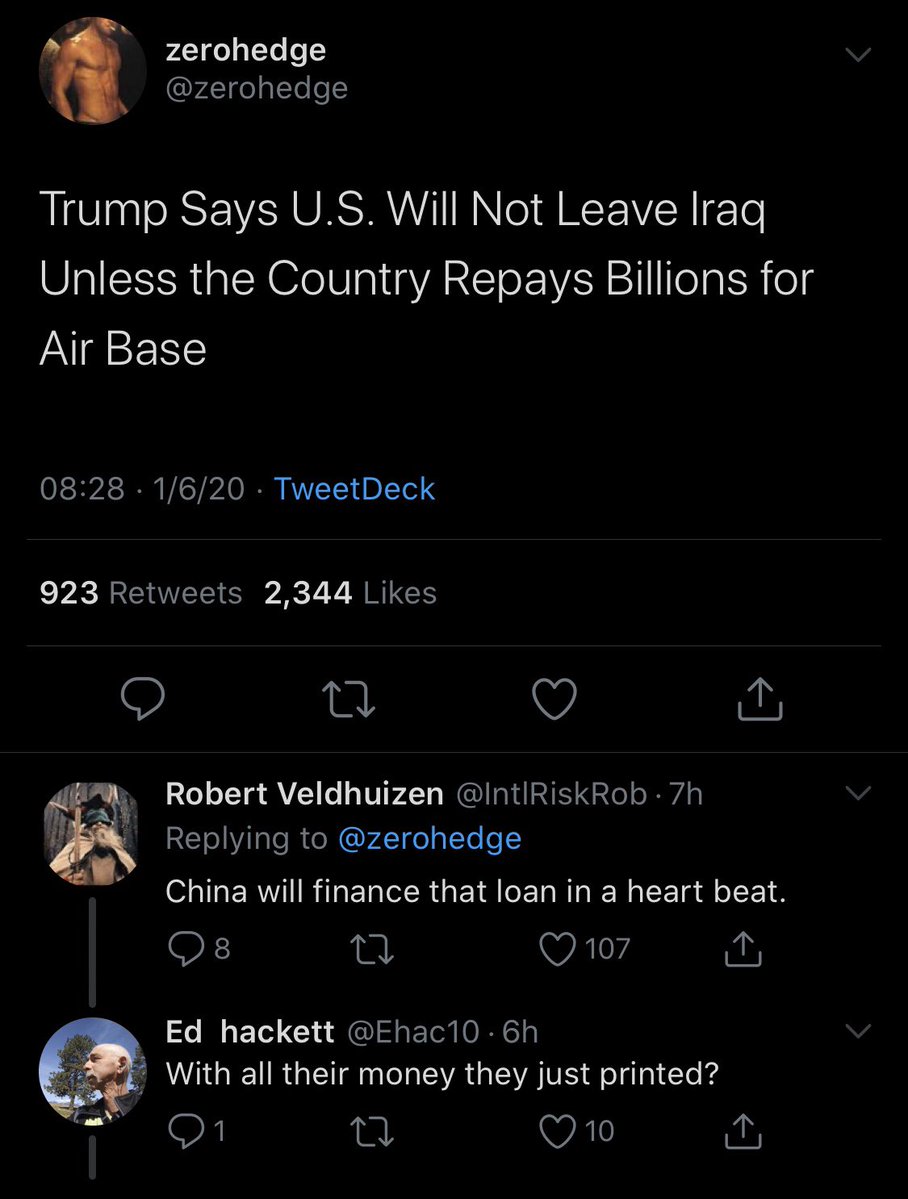 zerohedge
@zerohedge
Trump Says U.S. Will Not Leave Iraq
Unless the Country Repays Billions for
Air Base
08:28 · 1/6/20 · TweetDeck
923 Retweets 2,344 Likes
Robert Veldhuizen @IntlRiskRob · 7h
Replying to @zerohedge
China will finance that loan in a heart beat.
8 107
Ed hackett @Ehac10 · 6h
With all their money they just printed?
1 10